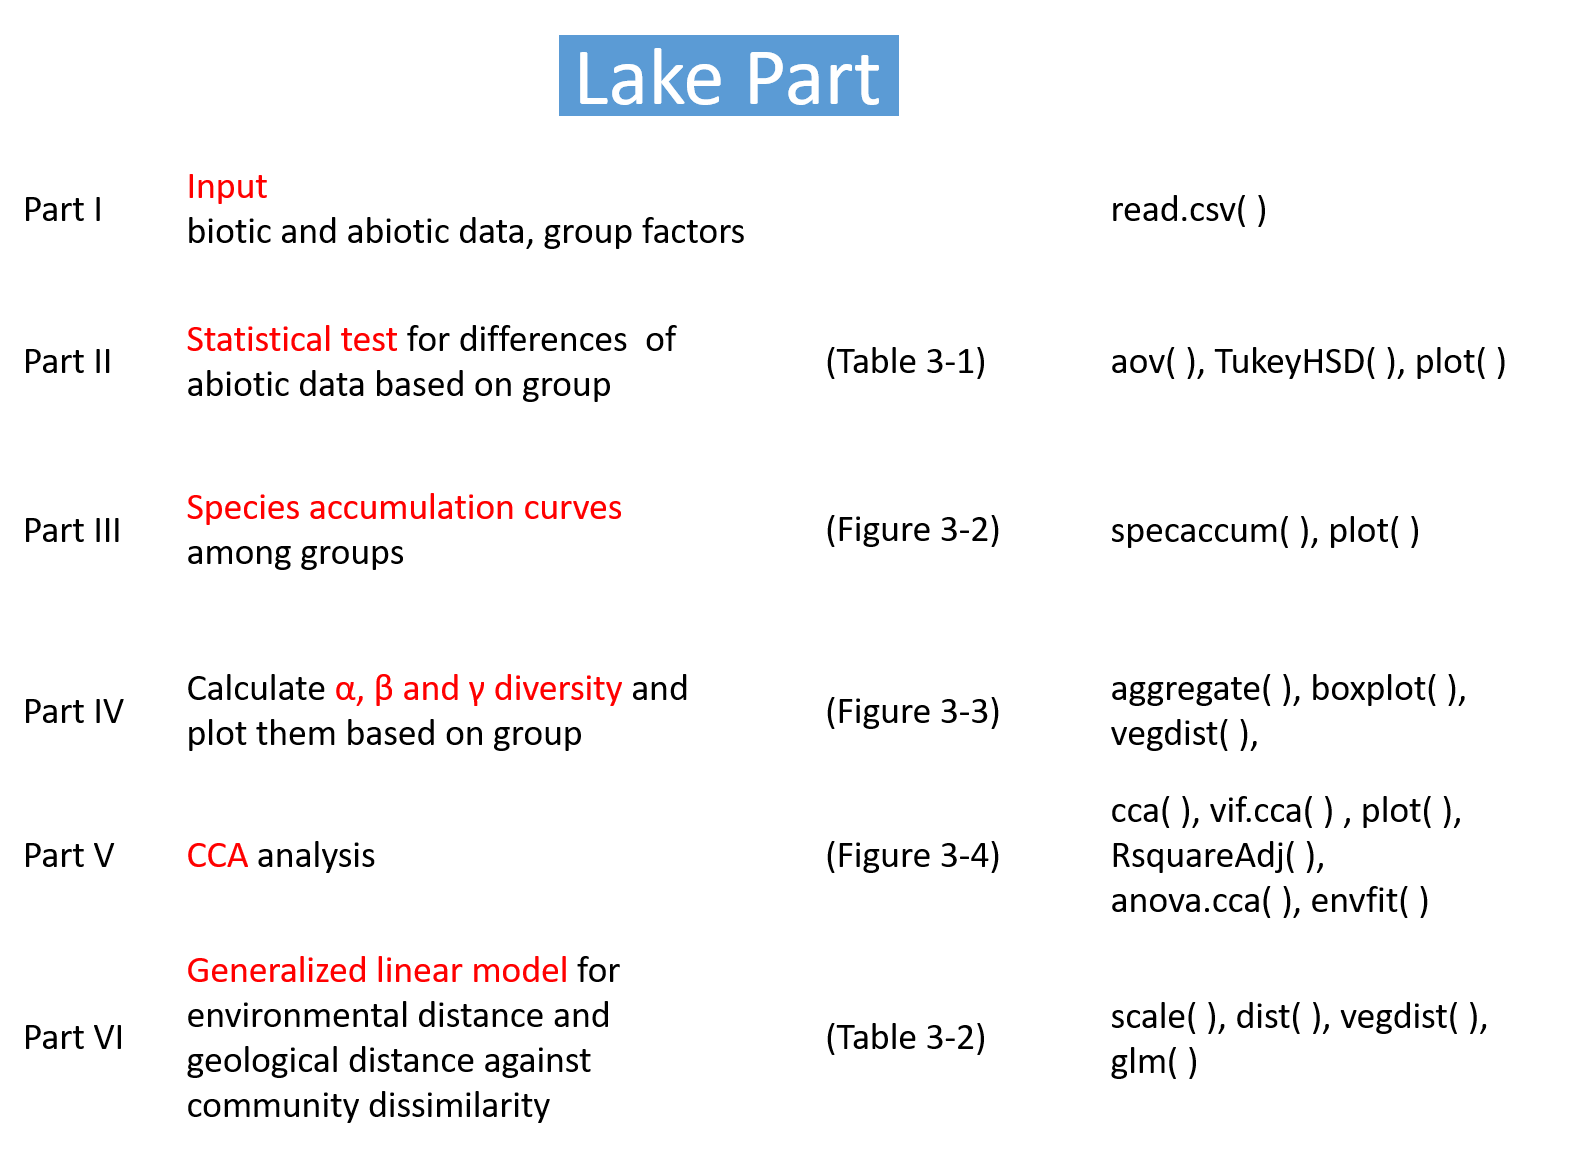 Lake Part
Part I
Input
biotic and abiotic data, group factors
read.csv( )
Part II
Statistical test for differences  of
abiotic data based on group
(Table 3-1)
aov( ), TukeyHSD( ), plot( )
Part III
Species accumulation curves
among groups
(Figure 3-2)
specaccum( ), plot( )
Part IV
Calculate α, β and γ diversity and
plot them based on group
(Figure 3-3)
aggregate( ), boxplot( ),
vegdist( ),
Part V
CCA analysis
(Figure 3-4)
cca( ), vif.cca( ) , plot( ),
RsquareAdj( ),
anova.cca( ), envfit( )
Part VI
Generalized linear model for
environmental distance and
geological distance against
community dissimilarity
(Table 3-2)
scale( ), dist( ), vegdist( ),
glm( )